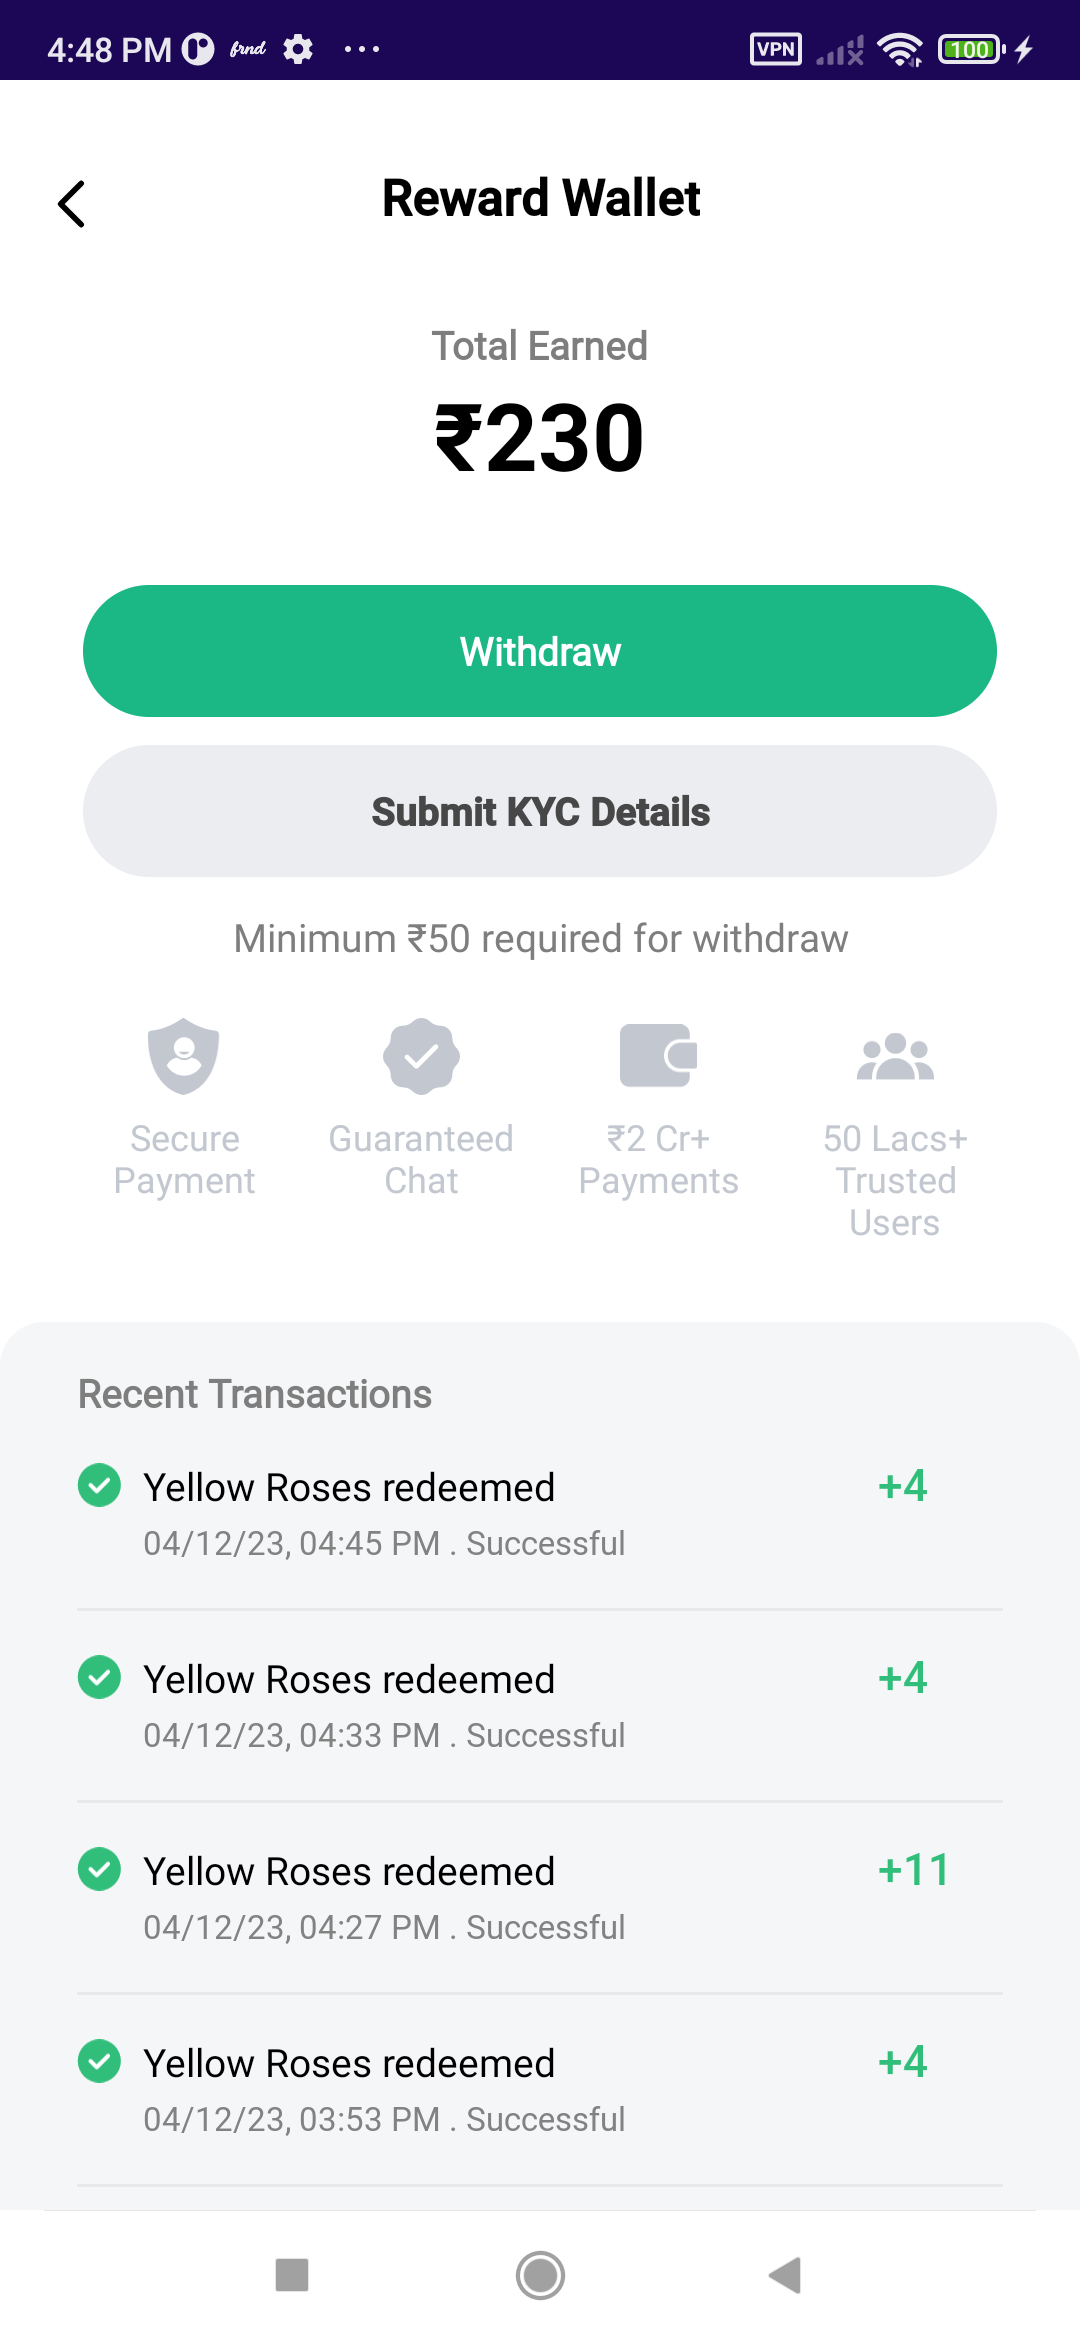 4:48 PM frnd VPN 100
Reward Wallet
Total Earned
₹230
Withdraw
Submit KYC Details
Minimum ₹50 required for withdraw
Secure Payment
Guaranteed Chat
₹2 Cr+ Payments
50 Lacs+ Trusted Users
Recent Transactions
Yellow Roses redeemed +4
04/12/23, 04:45 PM . Successful
Yellow Roses redeemed +4
04/12/23, 04:33 PM . Successful
Yellow Roses redeemed +11
04/12/23, 04:27 PM . Successful
Yellow Roses redeemed +4
04/12/23, 03:53 PM . Successful